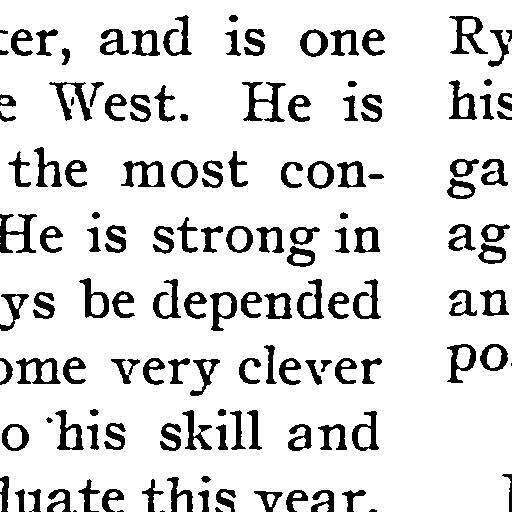 ter, and is one
e West. He is
the most con-
He is strong in
ys be depended
ome very clever
o his skill and
luate this year.
Ry
his
ga
ag
an
po